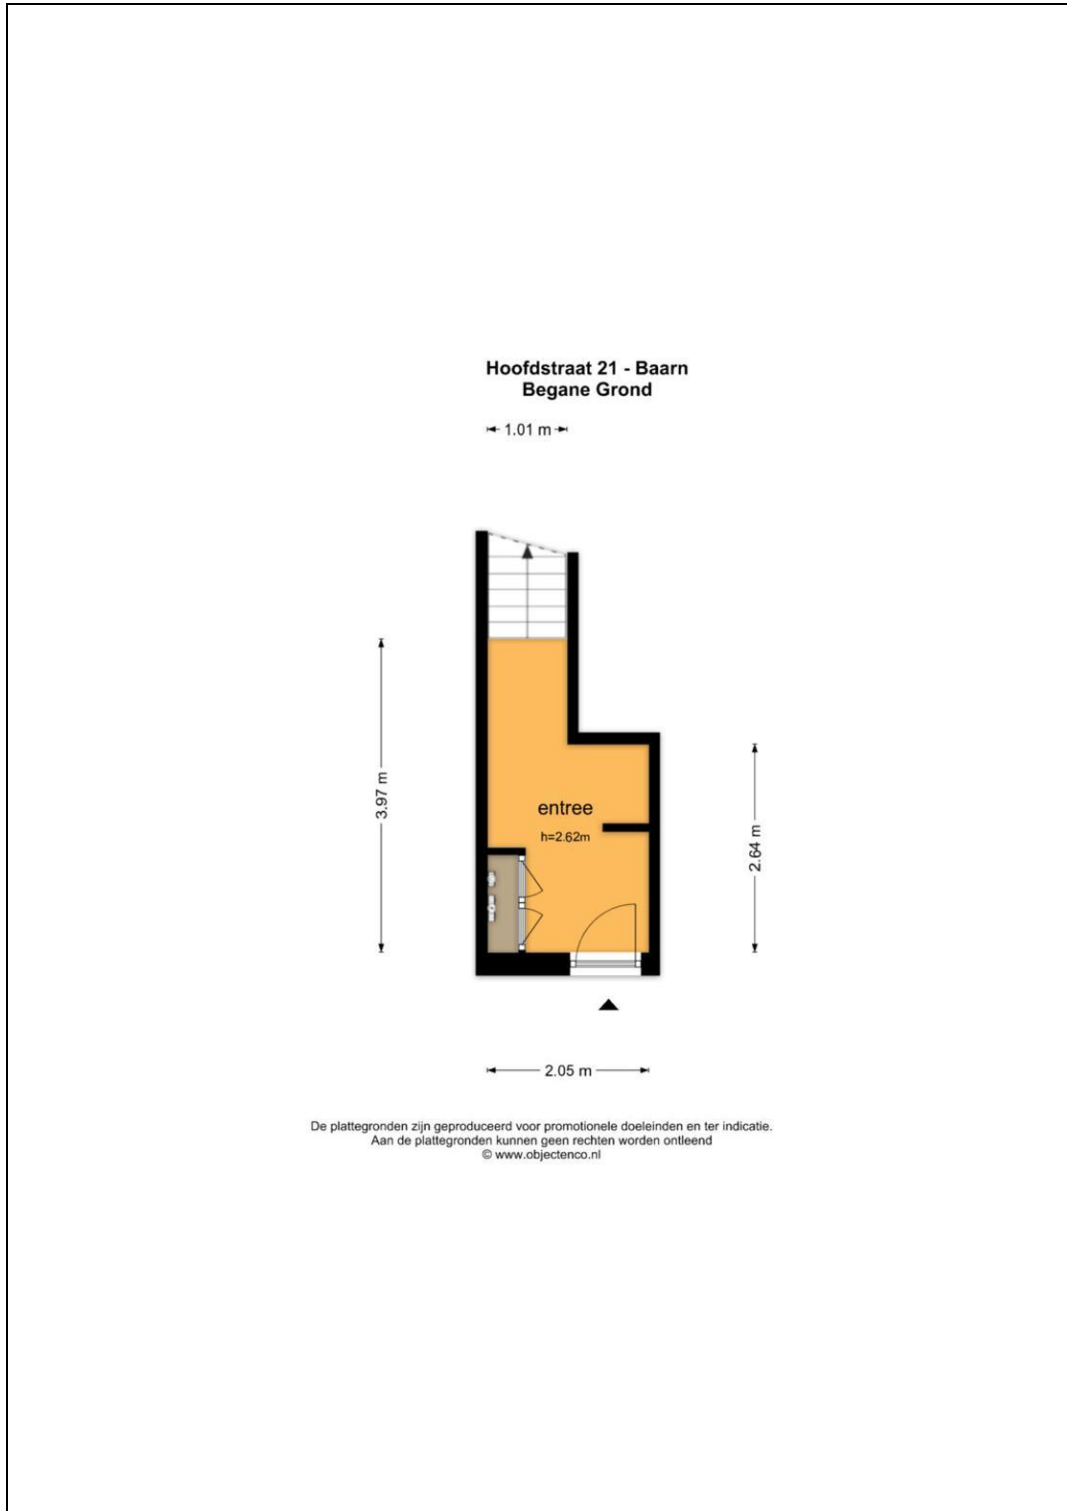 Hoofdstraat 21 - Baarn
Begane Grond
1.01 m
3.97 m
entree
h=2.62m
2.64 m
2.05 m
De plattegronden zijn geproduceerd voor promotionele doeleinden en ter indicatie.
Aan de plattegronden kunnen geen rechten worden ontleend
© www.objectenco.nl